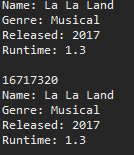 Name: La La Land
Genre: Musical
Released: 2017
Runtime: 1.3
16717320
Name: La La Land
Genre: Musical
Released: 2017
Runtime: 1.3